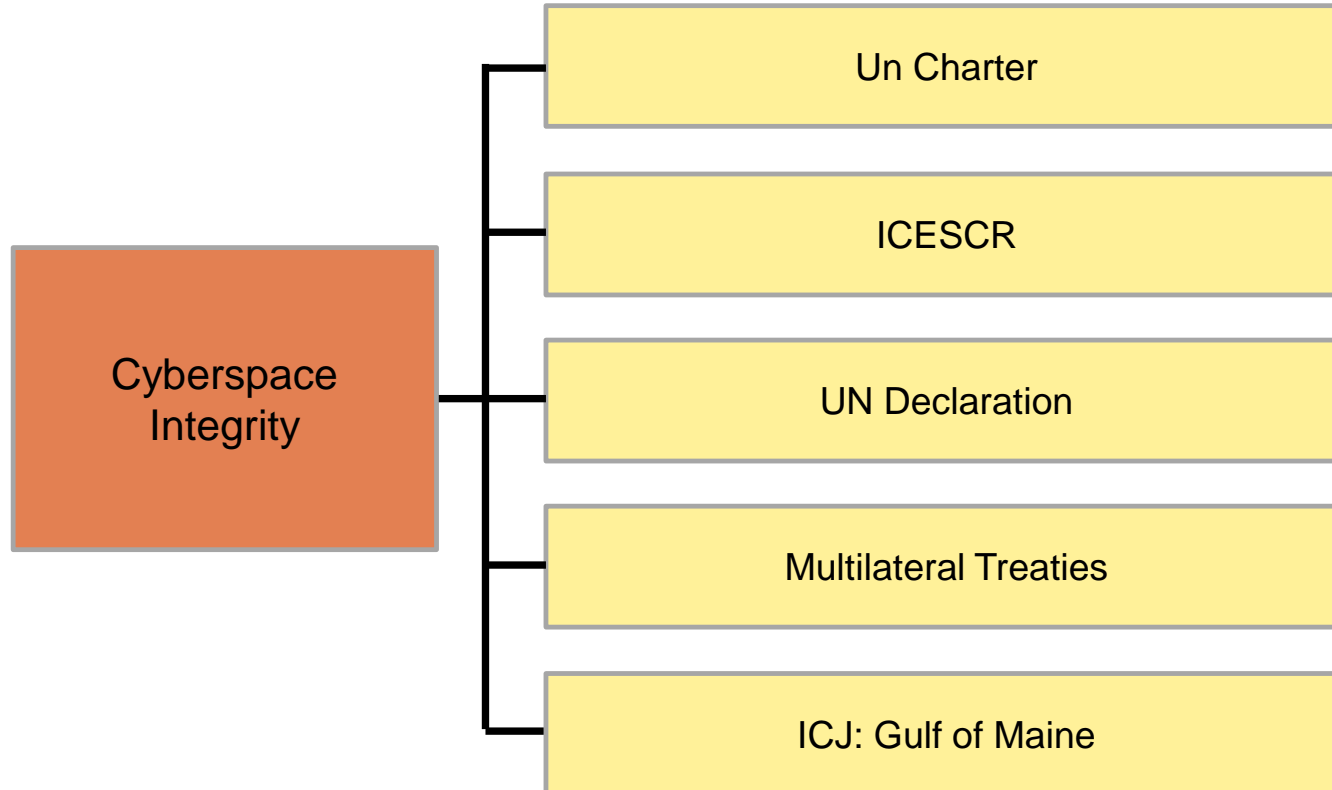 Un Charter
ICESCR
Cyberspace
Integrity
UN Declaration
Multilateral Treaties
ICJ: Gulf of Maine